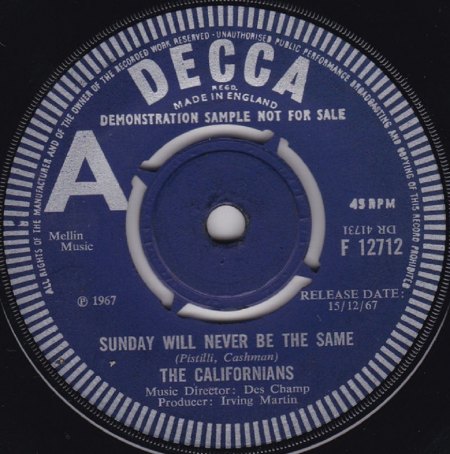 ALL RIGHTS OF THE MANUFACTURER AND OF THE OWNER OF THE RECORDED WORK RESERVED · UNAUTHORISED PUBLIC PERFORMANCE BROADCASTING AND COPYING OF THIS RECORD PROHIBITED
DECCA
REGD.
MADE IN ENGLAND
DEMONSTRATION SAMPLE NOT FOR SALE
A
45 RPM
Mellin
Music
DR 41731
F 12712
℗ 1967
RELEASE DATE:
15/12/67
SUNDAY WILL NEVER BE THE SAME
(Pistilli, Cashman)
THE CALIFORNIANS
Music Director: Des Champ
Producer: Irving Martin